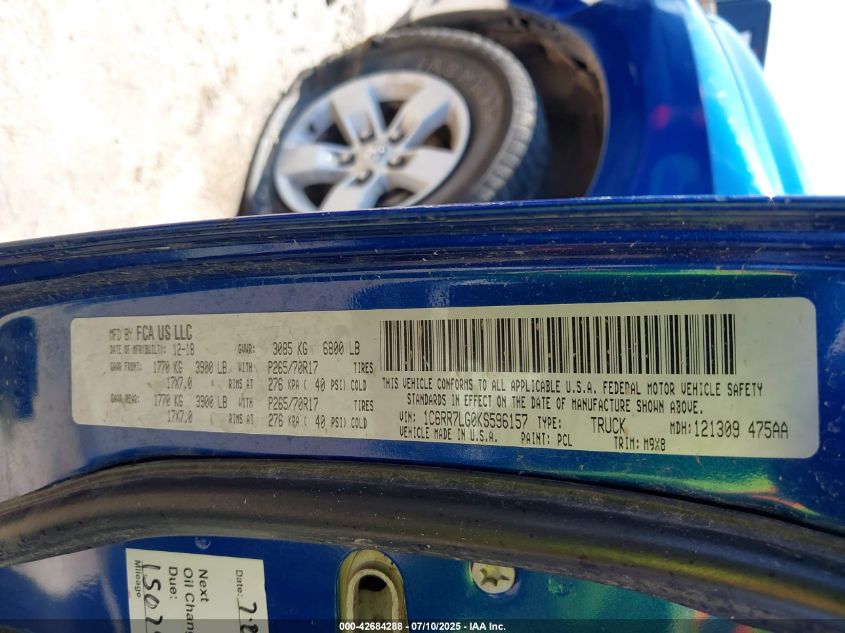 MFD BY FCA US LLC
DATE OF MFR(BUILT): 12-18 GVWR: 3085 KG 6800 LB
GAWR FRONT: 1770 KG 3900 LB WITH P265/70R17 TIRES
17X7.0 RIMS AT 276 KPA ( 40 PSI) COLD
GAWR REAR: 1770 KG 3900 LB WITH P265/70R17 TIRES
17X7.0 RIMS AT 276 KPA ( 40 PSI) COLD
THIS VEHICLE CONFORMS TO ALL APPLICABLE U.S.A. FEDERAL MOTOR VEHICLE SAFETY
STANDARDS IN EFFECT ON THE DATE OF MANUFACTURE SHOWN ABOVE.
VIN: 1C6RR7LG0KS596157 TYPE: TRUCK MDH:121309 475AA
VEHICLE MADE IN U.S.A. PAINT: PCL TRIM: M9X8
Date:
Next
Oil Chang
Due:
Mileage
000-42684288 — 07/10/2025 — IAA Inc.